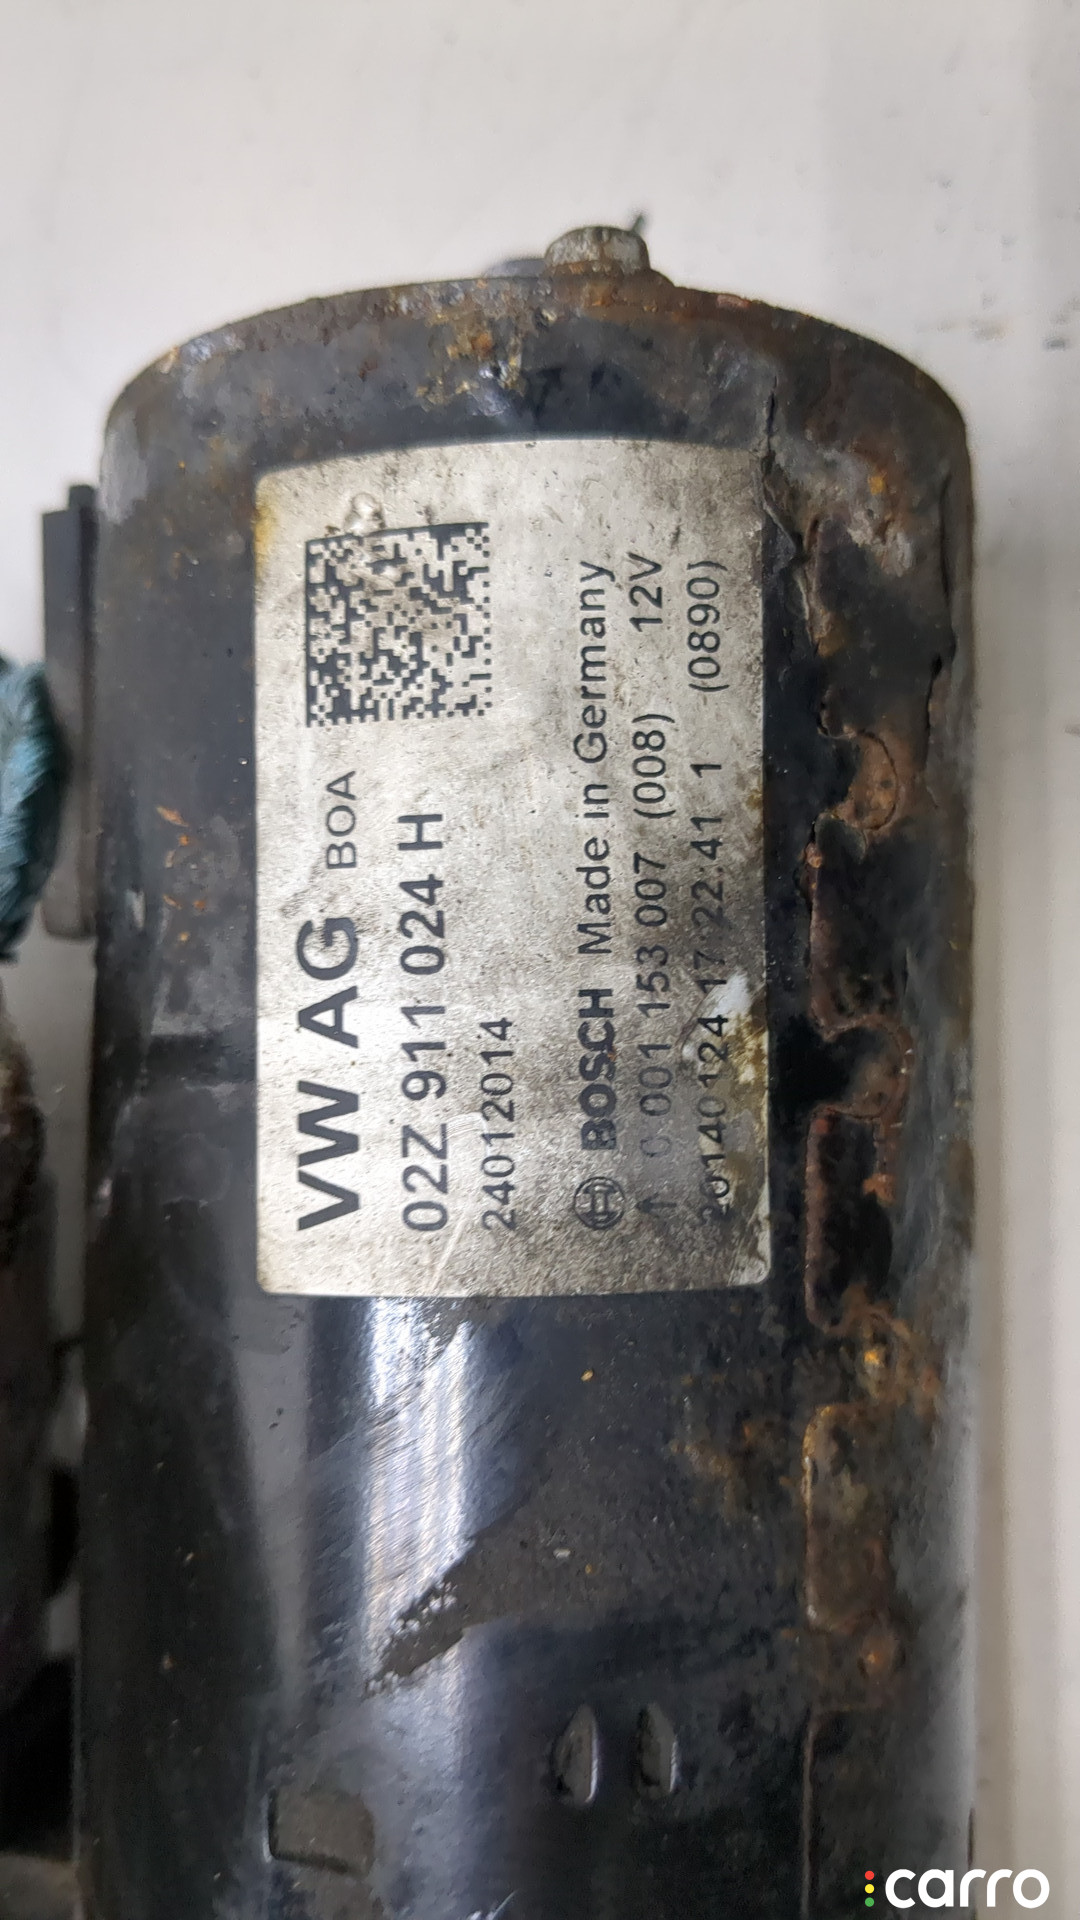 VW AG BOA
02Z 911 024 H
24012014
BOSCH Made in Germany
↑ 0 001 153 007 (008) 12V
20140124 17:22:41 1 (0890)
carro